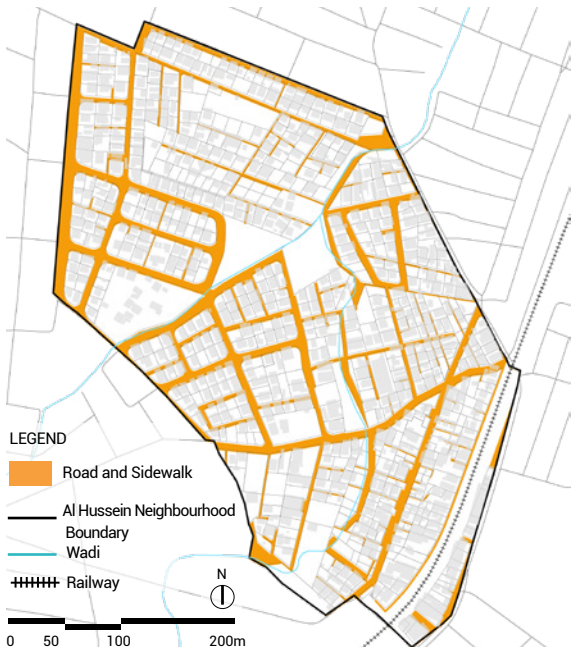 LEGEND
Road and Sidewalk
Al Hussein Neighbourhood
Boundary
Wadi
Railway
N
0 50 100 200m